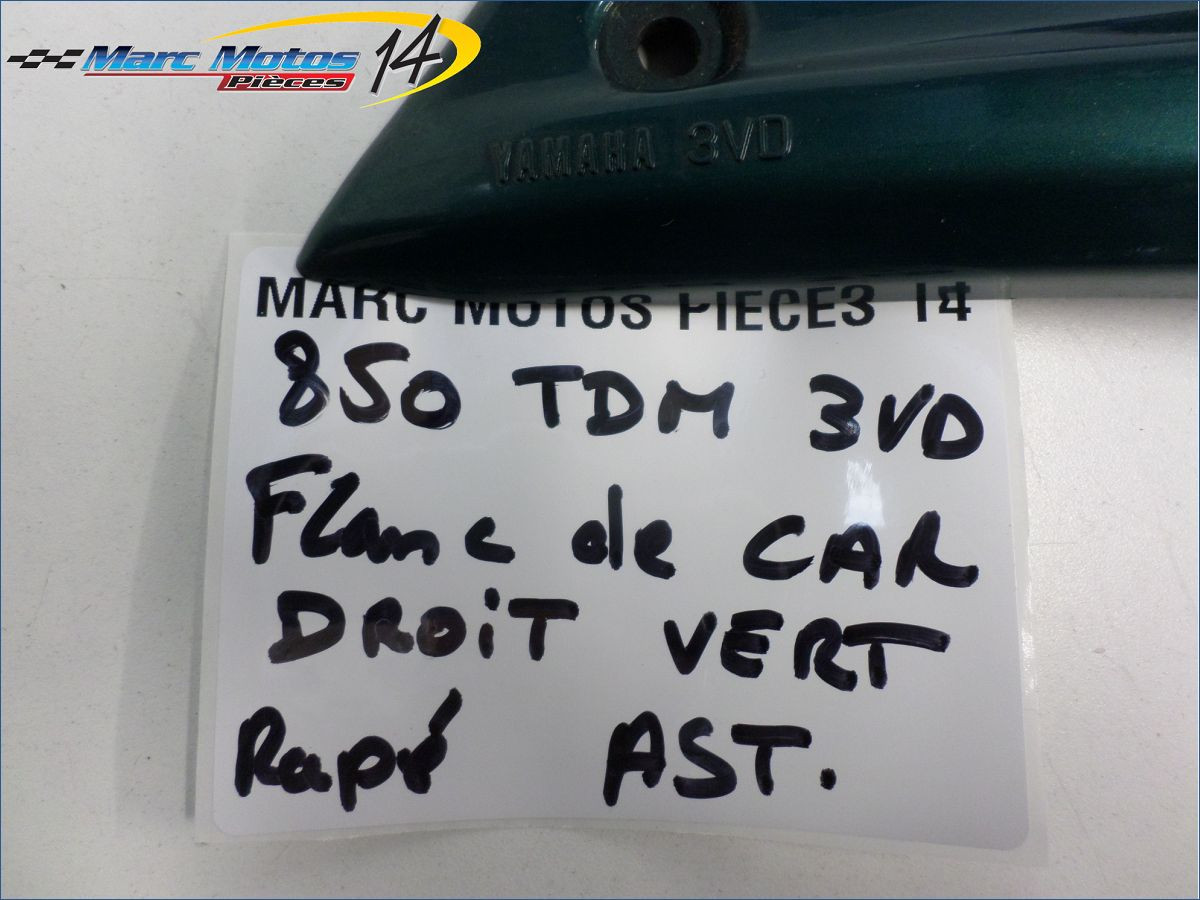 Marc Motos 14
Pièces
YAMAHA 3VD
MARC MOTOS PIECES 14
850 TDM 3VD
Flanc de CAR
DROIT VERT
Rapé AST.